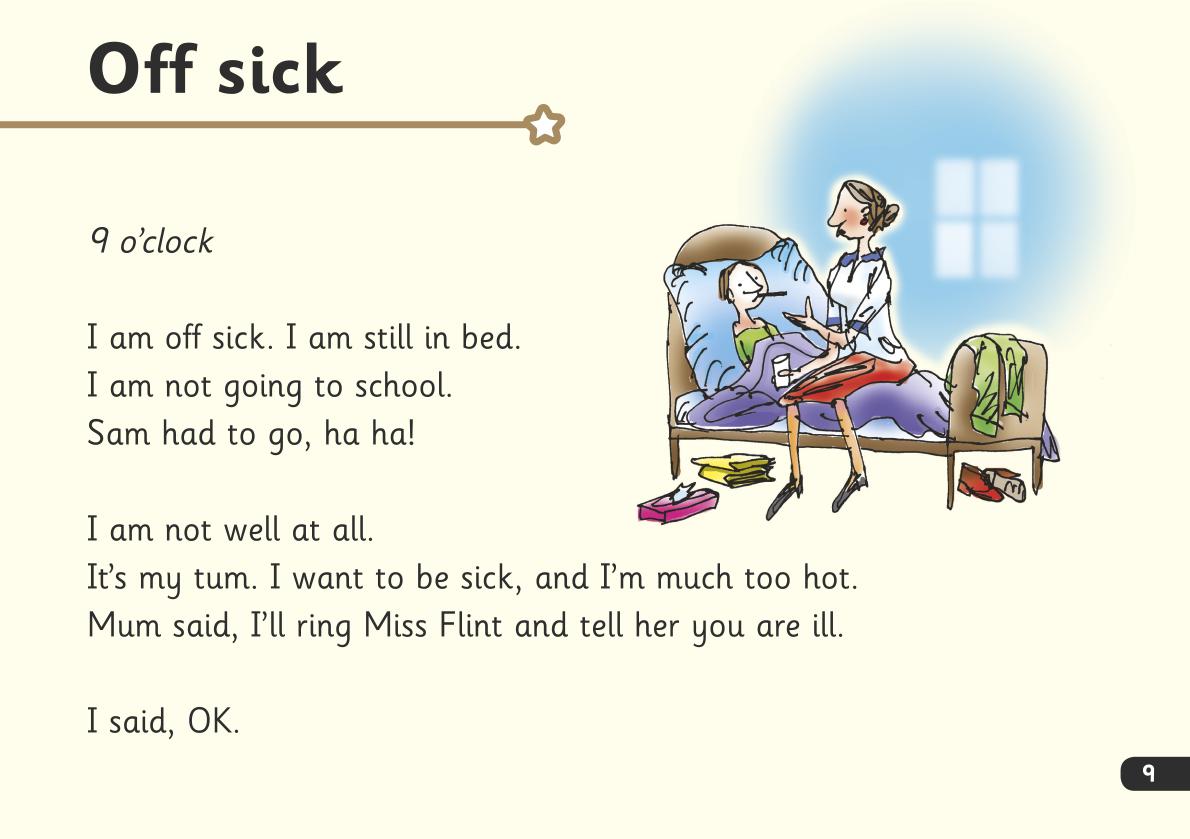 Off sick
9 o’clock
I am off sick. I am still in bed.
I am not going to school.
Sam had to go, ha ha!
I am not well at all.
It’s my tum. I want to be sick, and I’m much too hot.
Mum said, I’ll ring Miss Flint and tell her you are ill.
I said, OK.
9